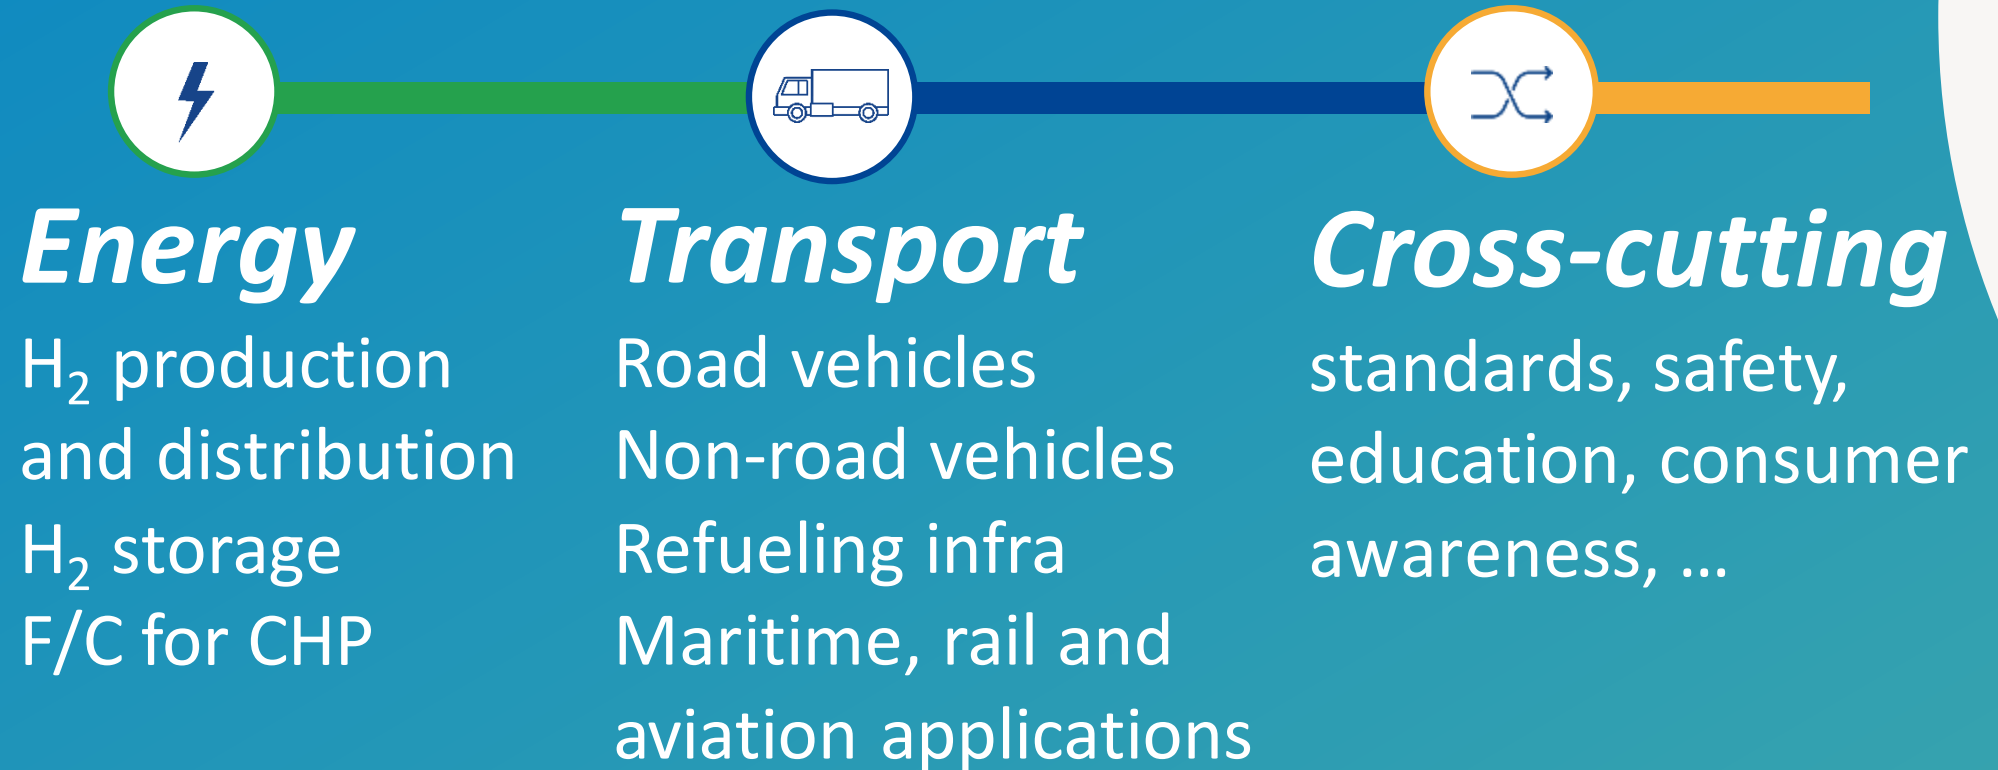 Energy
H₂ production
and distribution
H₂ storage
F/C for CHP
Transport
Road vehicles
Non-road vehicles
Refueling infra
Maritime, rail and
aviation applications
Cross-cutting
standards, safety,
education, consumer
awareness, ...